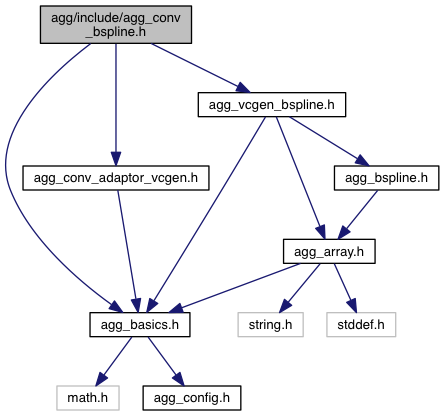 agg/include/agg_conv
_bspline.h
agg_vcgen_bspline.h
agg_conv_adaptor_vcgen.h
agg_bspline.h
agg_array.h
agg_basics.h
string.h
stddef.h
math.h
agg_config.h